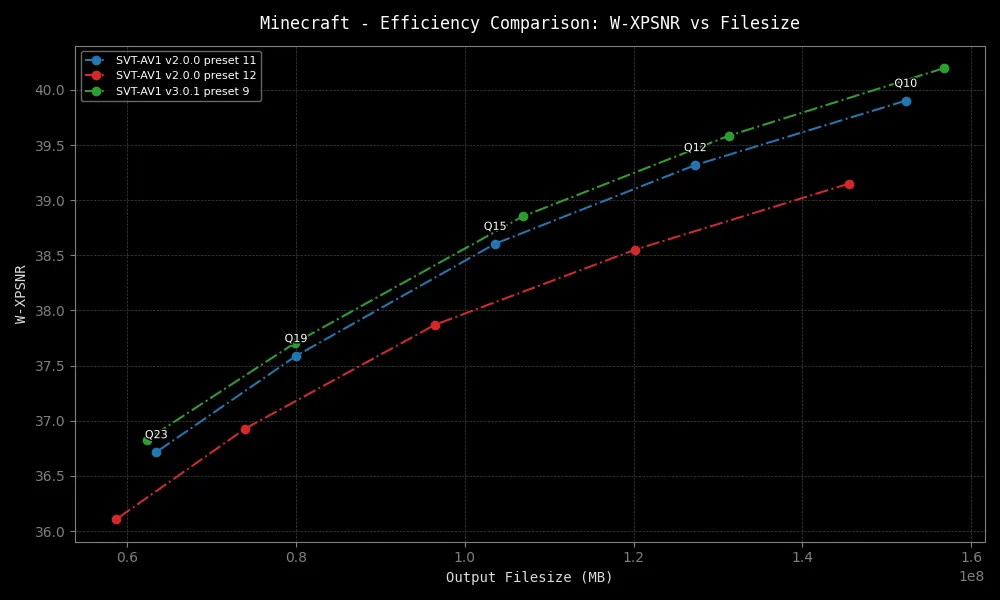 Minecraft - Efficiency Comparison: W-XPSNR vs Filesize
SVT-AV1 v2.0.0 preset 11
SVT-AV1 v2.0.0 preset 12
SVT-AV1 v3.0.1 preset 9
40.0
39.5
39.0
38.5
38.0
37.5
37.0
36.5
36.0
W-XPSNR
Q10
Q12
Q15
Q19
Q23
0.6 0.8 1.0 1.2 1.4 1.6
1e8
Output Filesize (MB)